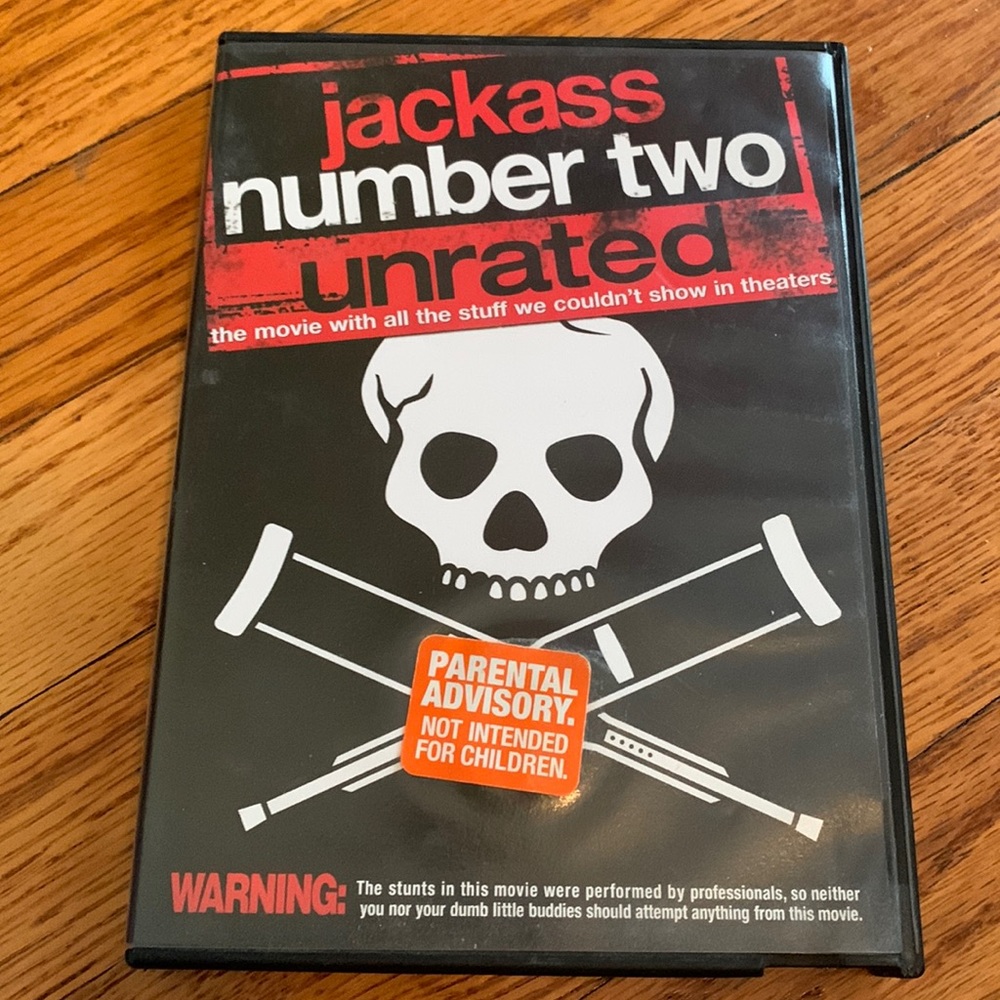 jackass
number two
unrated
the movie with all the stuff we couldn't show in theaters
PARENTAL
ADVISORY.
NOT INTENDED
FOR CHILDREN.
WARNING: The stunts in this movie were performed by professionals, so neither
you nor your dumb little buddies should attempt anything from this movie.